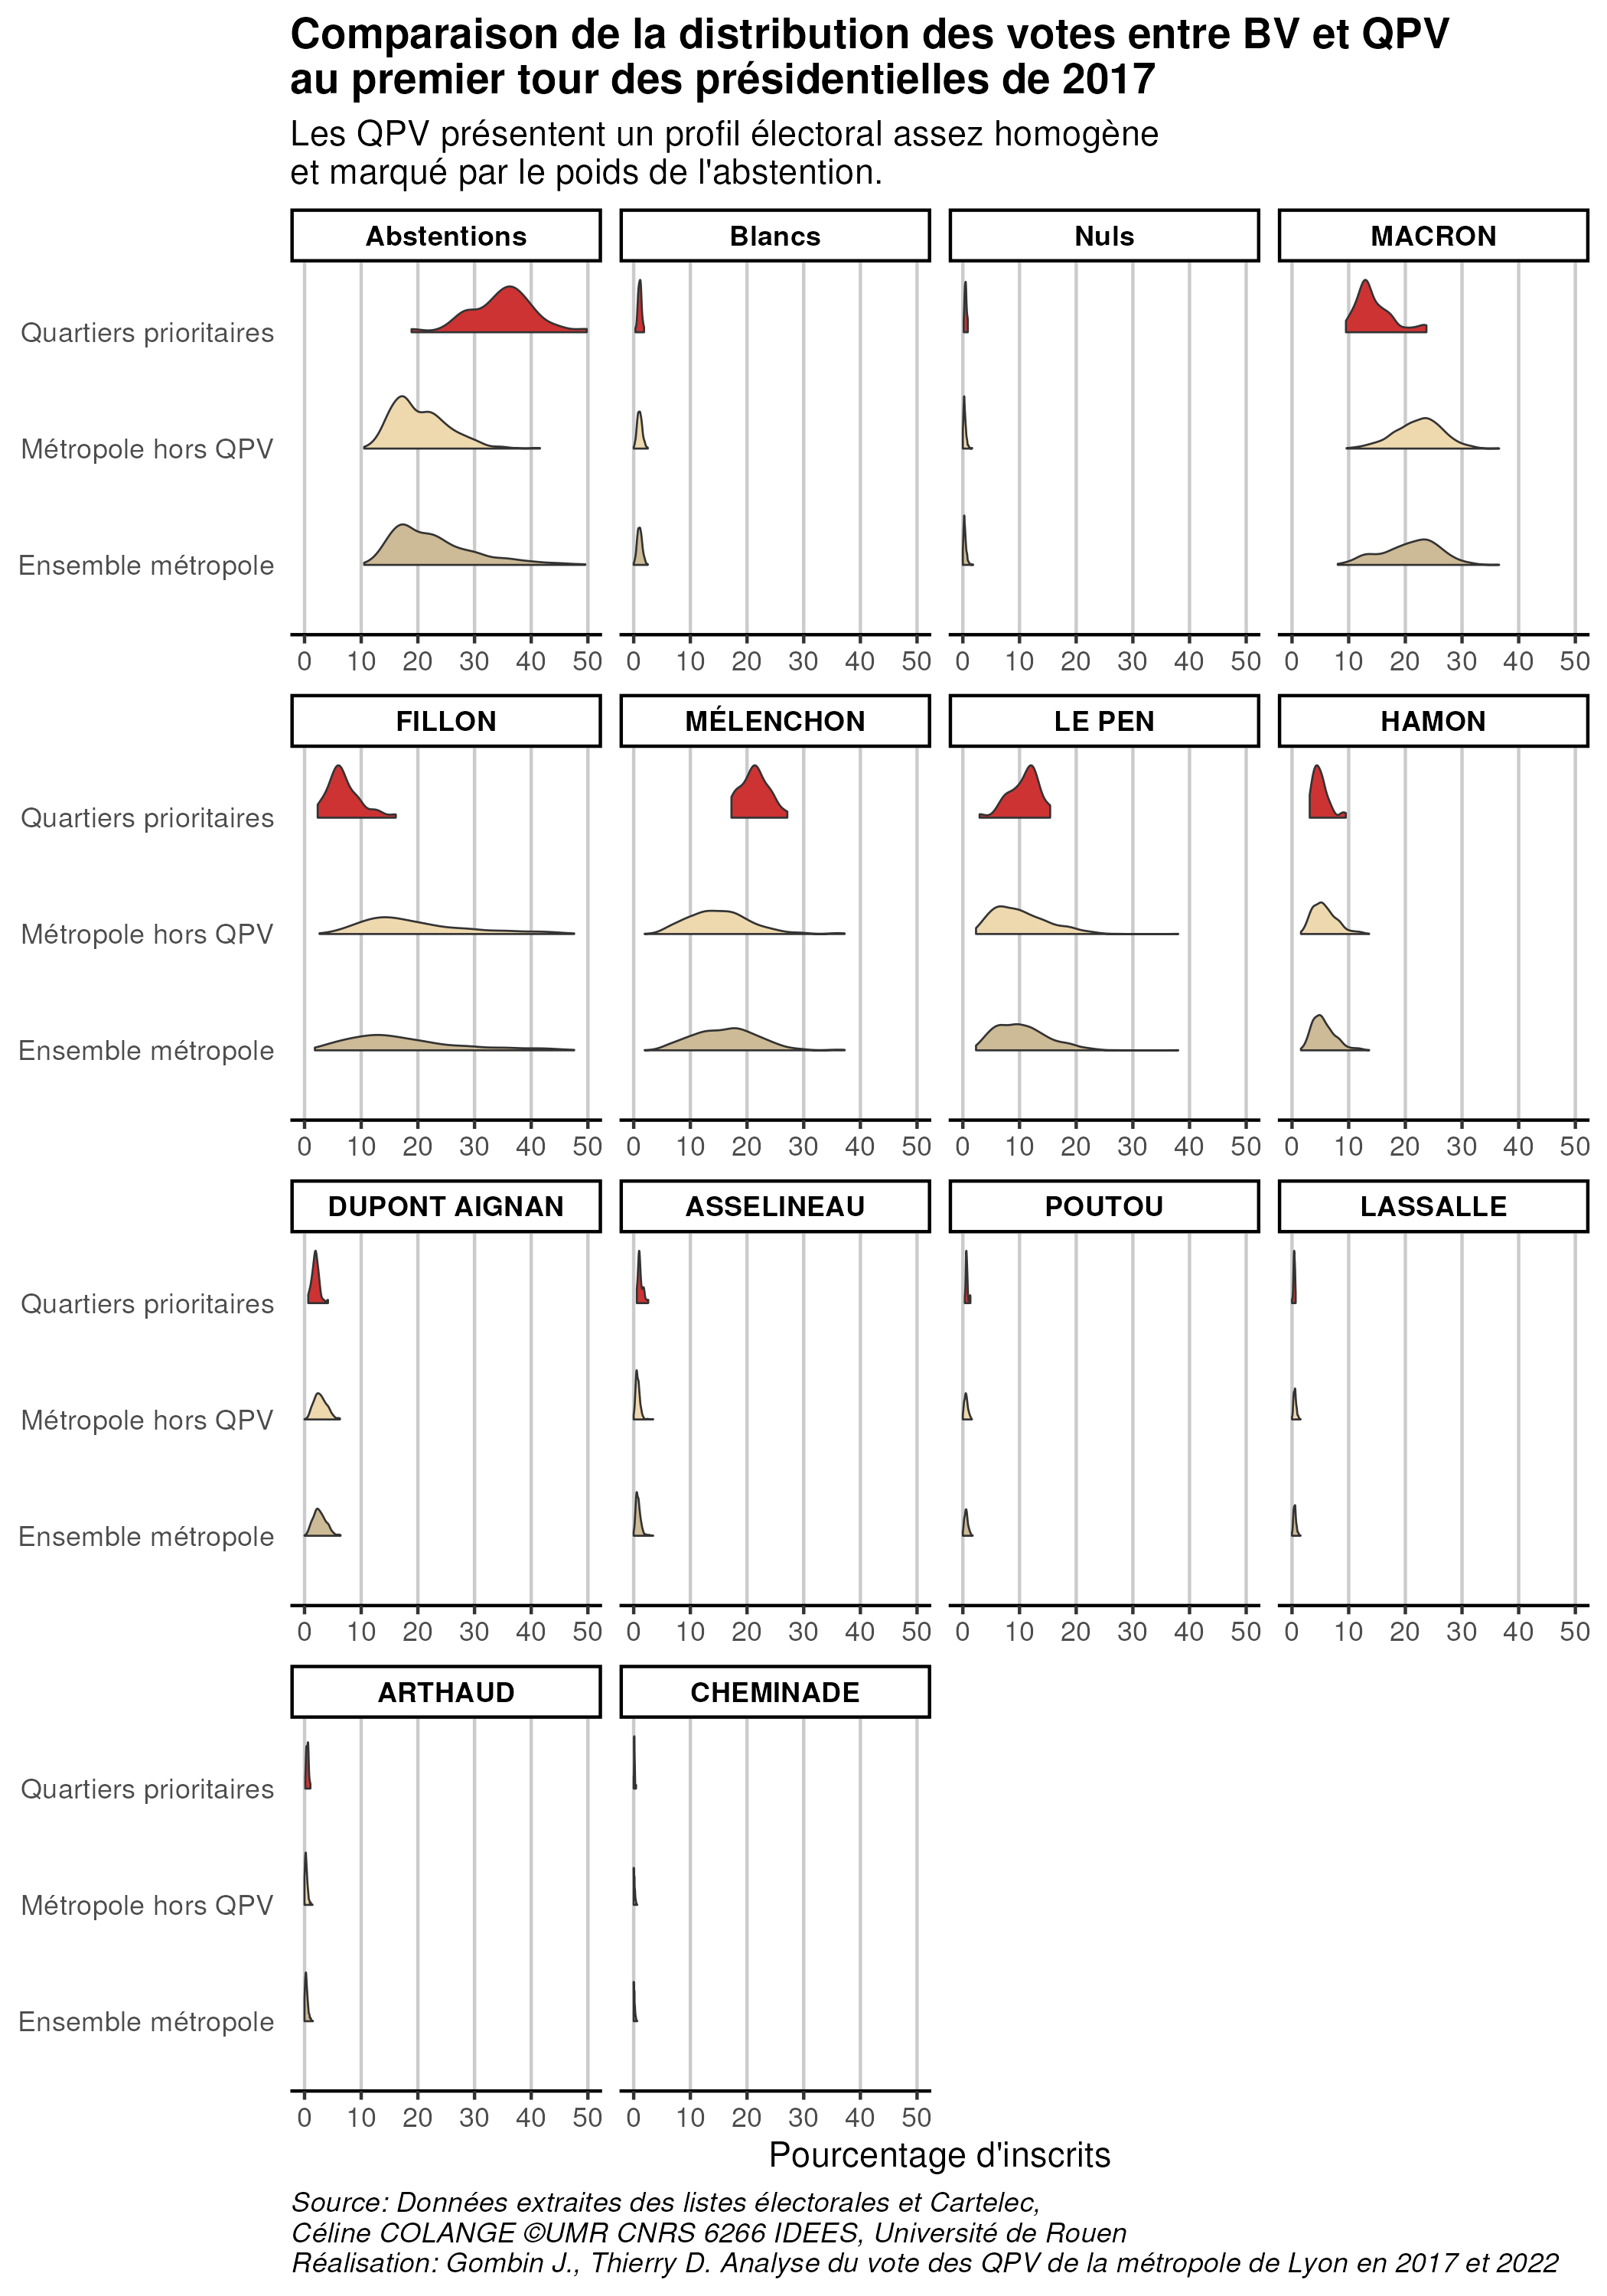 Comparaison de la distribution des votes entre BV et QPV
au premier tour des présidentielles de 2017
Les QPV présentent un profil électoral assez homogène
et marqué par le poids de l'abstention.
Abstentions Blancs Nuls MACRON
Quartiers prioritaires
Métropole hors QPV
Ensemble métropole
0 10 20 30 40 50 0 10 20 30 40 50 0 10 20 30 40 50 0 10 20 30 40 50
FILLON MÉLENCHON LE PEN HAMON
Quartiers prioritaires
Métropole hors QPV
Ensemble métropole
0 10 20 30 40 50 0 10 20 30 40 50 0 10 20 30 40 50 0 10 20 30 40 50
DUPONT AIGNAN ASSELINEAU POUTOU LASSALLE
Quartiers prioritaires
Métropole hors QPV
Ensemble métropole
0 10 20 30 40 50 0 10 20 30 40 50 0 10 20 30 40 50 0 10 20 30 40 50
ARTHAUD CHEMINADE
Quartiers prioritaires
Métropole hors QPV
Ensemble métropole
0 10 20 30 40 50 0 10 20 30 40 50
Pourcentage d'inscrits
Source: Données extraites des listes électorales et Cartelec,
Céline COLANGE ©UMR CNRS 6266 IDEES, Université de Rouen
Réalisation: Gombin J., Thierry D. Analyse du vote des QPV de la métropole de Lyon en 2017 et 2022